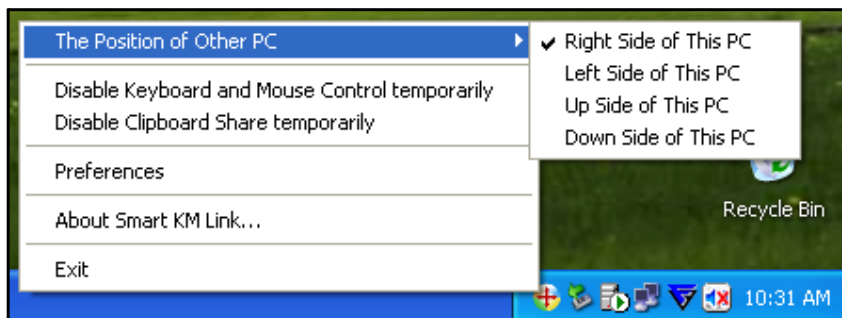 The Position of Other PC
Disable Keyboard and Mouse Control temporarily
Disable Clipboard Share temporarily
Preferences
About Smart KM Link...
Exit
Right Side of This PC
Left Side of This PC
Up Side of This PC
Down Side of This PC
Recycle Bin
10:31 AM